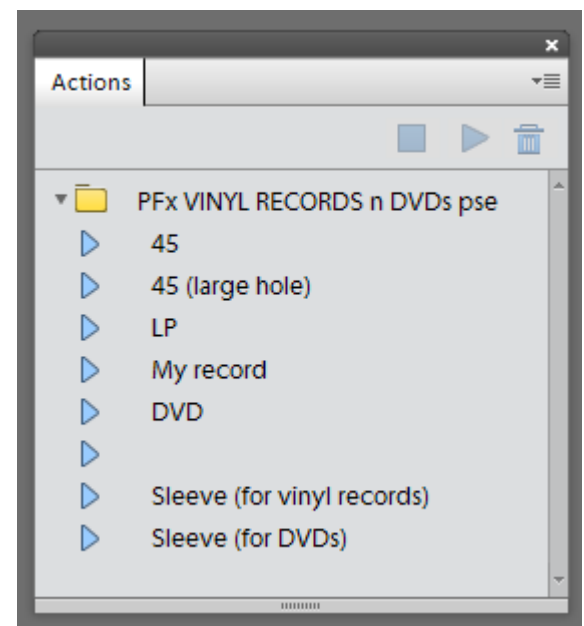 Actions
PFx VINYL RECORDS n DVDs pse
45
45 (large hole)
LP
My record
DVD
Sleeve (for vinyl records)
Sleeve (for DVDs)